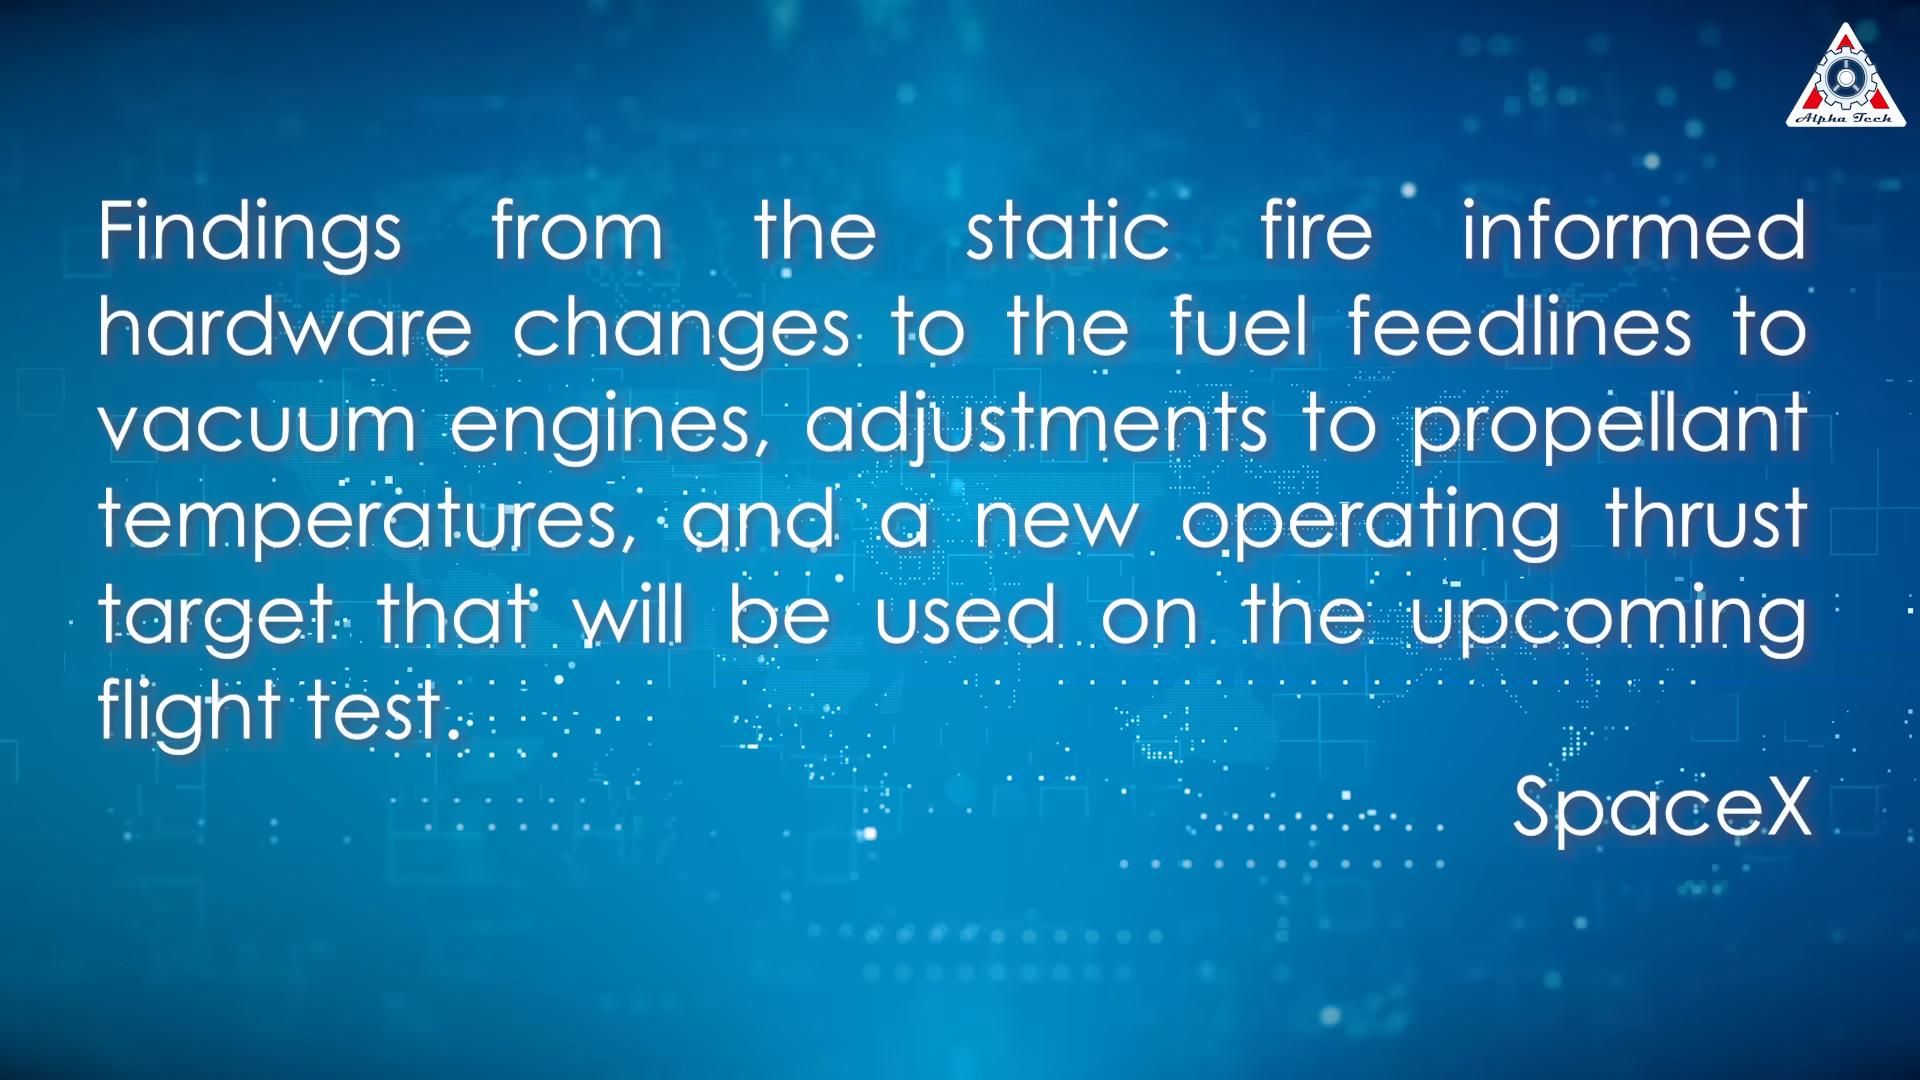 Alpha Tech
Findings from the static fire informed
hardware changes to the fuel feedlines to
vacuum engines, adjustments to propellant
temperatures, and a new operating thrust
target that will be used on the upcoming
flight test.
SpaceX